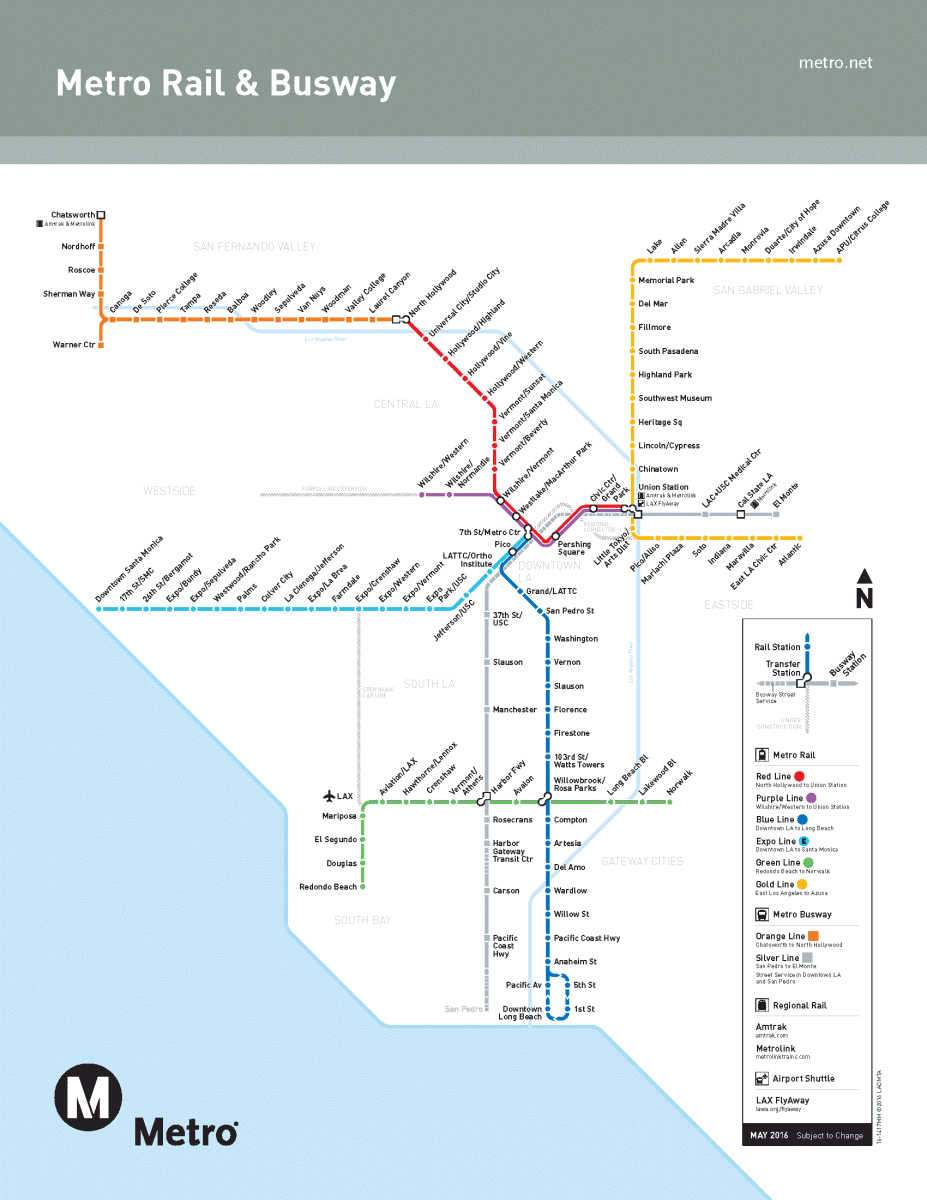 Metro Rail & Busway
metro.net
Chatsworth
Amtrak & Metrolink
Nordhoff
Roscoe
Sherman Way
Warner Ctr
Canoga
De Soto
Pierce College
Tampa
Reseda
Balboa
Woodley
Sepulveda
Van Nuys
Woodman
Valley College
Laurel Canyon
North Hollywood
Universal City/Studio City
Hollywood/Highland
Hollywood/Vine
Hollywood/Western
Vermont/Sunset
Vermont/Santa Monica
Vermont/Beverly
Wilshire/Vermont
Westlake/MacArthur Park
Civic Ctr/
Grand
Park
SAN FERNANDO VALLEY
Los Angeles River
CENTRAL LA
WESTSIDE
PURPLE LINE EXTENSION
Wilshire/Western
Wilshire/
Normandie
7th St/Metro Ctr
Pico
Pershing
Square
REGIONAL
CONNECTOR
DOWNTOWN
LA
Lake
Allen
Sierra Madre Villa
Arcadia
Monrovia
Duarte/City of Hope
Irwindale
Azusa Downtown
APU/Citrus College
SAN GABRIEL VALLEY
Memorial Park
Del Mar
Fillmore
South Pasadena
Highland Park
Southwest Museum
Heritage Sq
Lincoln/Cypress
Chinatown
Union Station
Amtrak & Metrolink
LAX FlyAway
LAC+USC Medical Ctr
Cal State LA
Metrolink
El Monte
Little Tokyo/
Arts Dist
Pico/Aliso
Mariachi Plaza
Soto
Indiana
Maravilla
East LA Civic Ctr
Atlantic
EASTSIDE
Downtown Santa Monica
17th St/SMC
26th St/Bergamot
Expo/Bundy
Expo/Sepulveda
Westwood/Rancho Park
Palms
Culver City
La Cienega/Jefferson
Expo/La Brea
Farmdale
Expo/Crenshaw
Expo/Western
Expo/Vermont
Expo
Park/USC
Jefferson/USC
LATTC/Ortho
Institute
Grand/LATTC
San Pedro St
Washington
Vernon
Slauson
Florence
Firestone
103rd St/
Watts Towers
Willowbrook/
Rosa Parks
Compton
Artesia
Del Amo
Wardlow
Willow St
Pacific Coast Hwy
Anaheim St
Pacific Av
5th St
Downtown
Long Beach
1st St
37th St/
USC
Slauson
Manchester
Harbor Fwy
Rosecrans
Harbor
Gateway
Transit Ctr
Carson
Pacific
Coast
Hwy
San Pedro
SOUTH LA
CRENSHAW/
LAX LINE
LAX
Aviation/LAX
Hawthorne/Lennox
Crenshaw
Vermont/
Athens
Avalon
Long Beach Bl
Lakewood Bl
Norwalk
Mariposa
El Segundo
Douglas
Redondo Beach
SOUTH BAY
GATEWAY CITIES
Los Angeles River
N
Rail Station
Transfer
Station
Busway
Station
Busway Street
Service
UNDER
CONSTRUCTION
Metro Rail
Red Line
North Hollywood to Union Station
Purple Line
Wilshire/Western to Union Station
Blue Line
Downtown LA to Long Beach
Expo Line E
Downtown LA to Santa Monica
Green Line
Redondo Beach to Norwalk
Gold Line
East Los Angeles to Azusa
Metro Busway
Orange Line
Chatsworth to North Hollywood
Silver Line
San Pedro to El Monte
Street Service in Downtown LA
and San Pedro
Regional Rail
Amtrak
amtrak.com
Metrolink
metrolinktrains.com
Airport Shuttle
LAX FlyAway
lawa.org/flyaway
MAY 2016 Subject to Change
16-1417MM ©2016 LACMTA
M
Metro